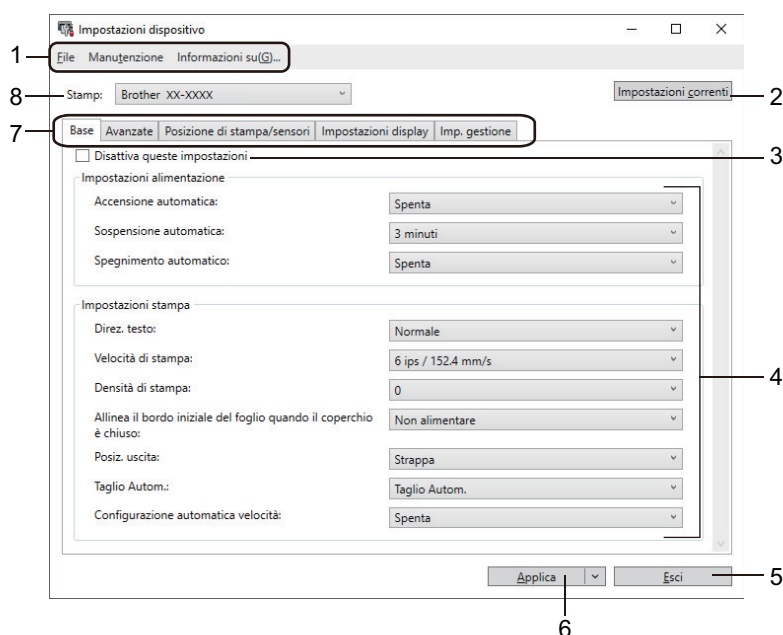 Impostazioni dispositivo
1
File Manutenzione Informazioni su(G)...
8
Stamp: Brother XX-XXXX
Impostazioni correnti
2
7
Base Avanzate Posizione di stampa/sensori Impostazioni display Imp. gestione
Disattiva queste impostazioni
3
Impostazioni alimentazione
Accensione automatica: Spenta
Sospensione automatica: 3 minuti
Spegnimento automatico: Spenta
Impostazioni stampa
Direz. testo: Normale
Velocità di stampa: 6 ips / 152.4 mm/s
4
Densità di stampa: 0
Allinea il bordo iniziale del foglio quando il coperchio
è chiuso:
Non alimentare
Posiz. uscita: Strappa
Taglio Autom.: Taglio Autom.
Configurazione automatica velocità: Spenta
Applica
Esci
5
6